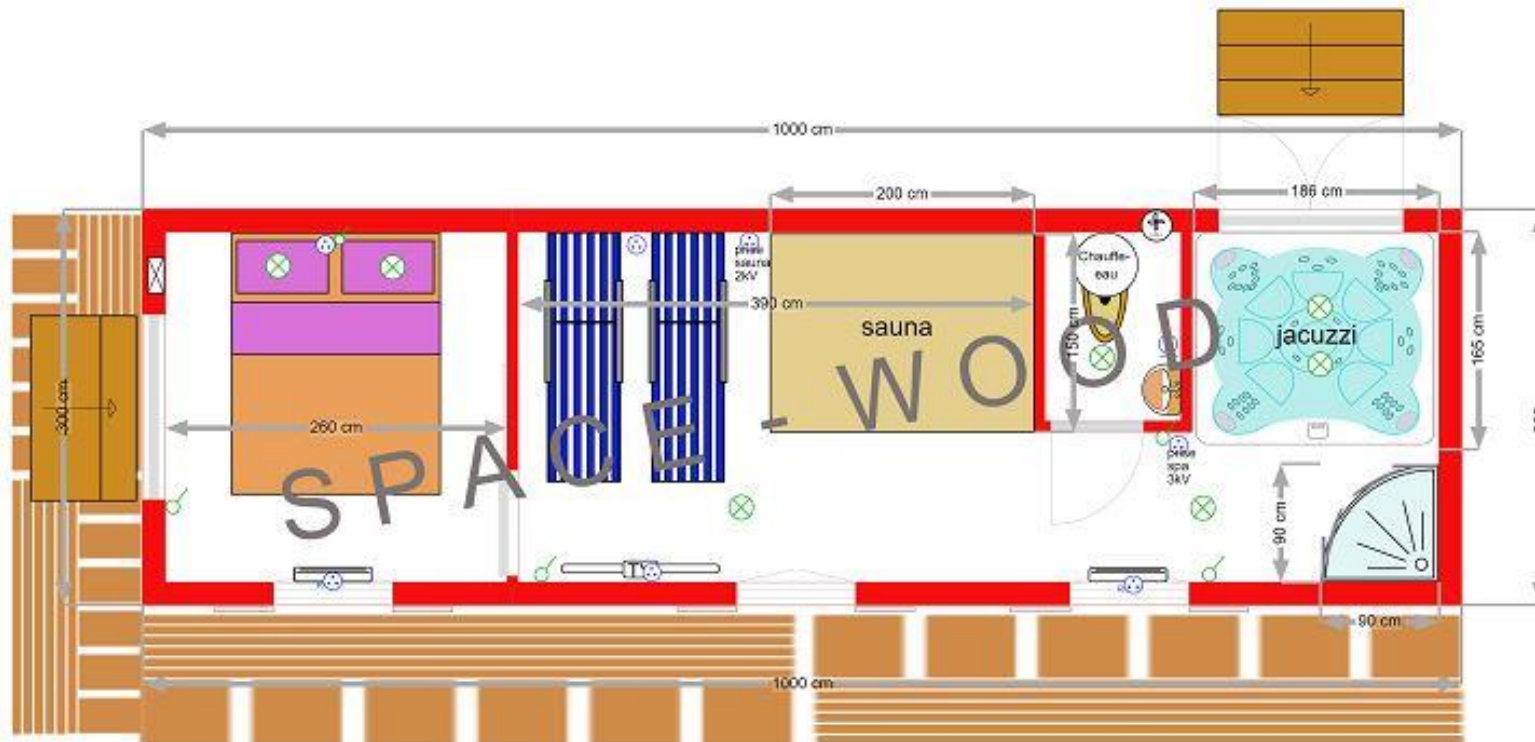 1000 cm
200 cm
186 cm
prise
sauna
2kV
Chauffe-
eau
390 cm
sauna
150 cm
jacuzzi
165 cm
300 cm
260 cm
SPACE - WOOD
prise
spa
3kV
90 cm
TV
90 cm
1000 cm